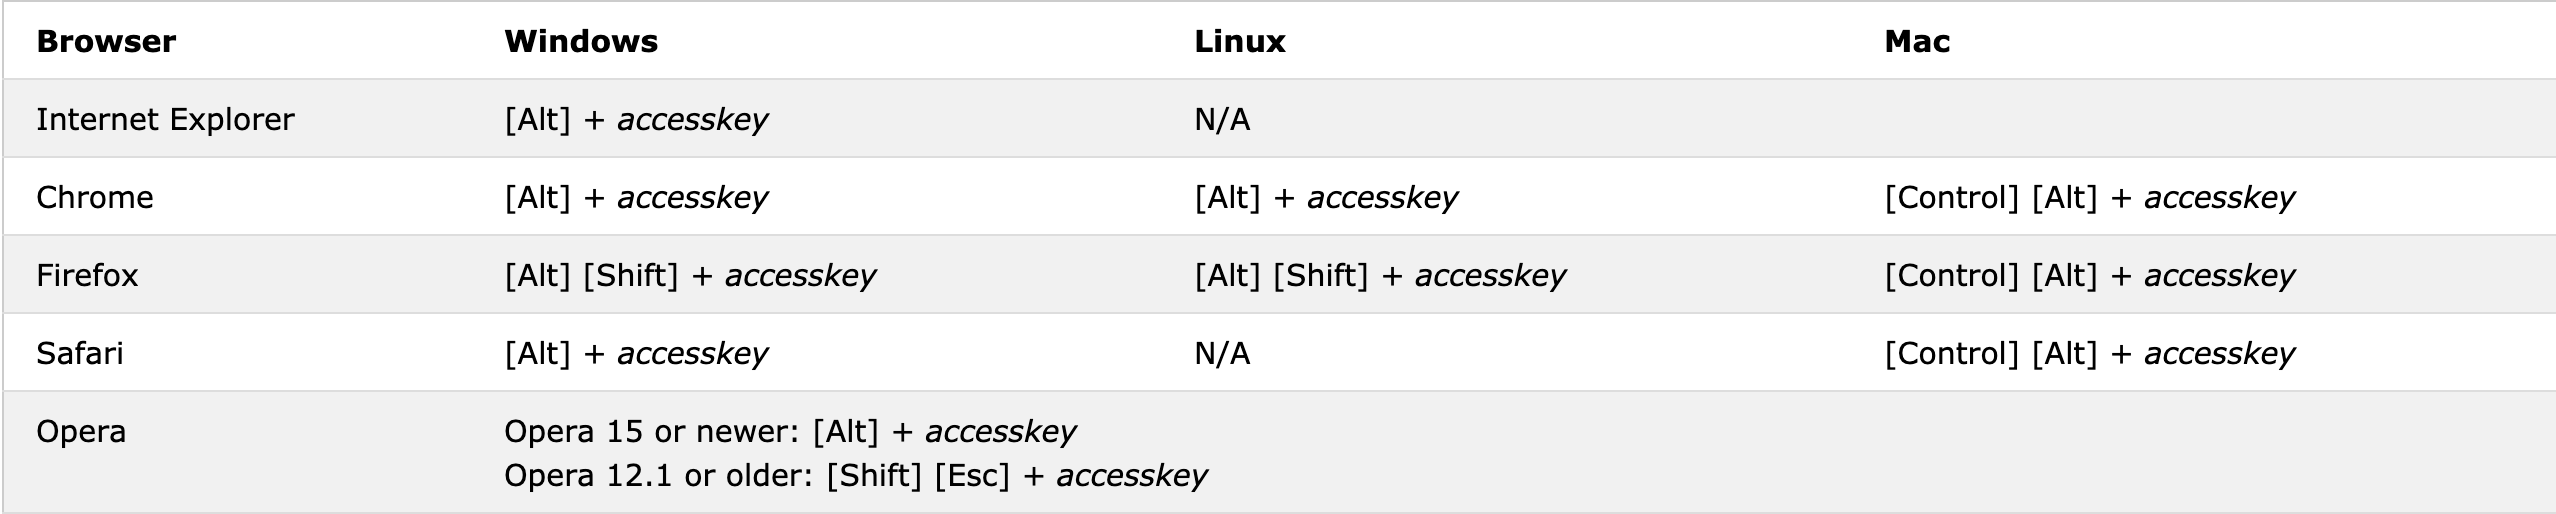 Browser Windows Linux Mac
Internet Explorer [Alt] + accesskey N/A
Chrome [Alt] + accesskey [Alt] + accesskey [Control] [Alt] + accesskey
Firefox [Alt] [Shift] + accesskey [Alt] [Shift] + accesskey [Control] [Alt] + accesskey
Safari [Alt] + accesskey N/A [Control] [Alt] + accesskey
Opera Opera 15 or newer: [Alt] + accesskey
Opera 12.1 or older: [Shift] [Esc] + accesskey